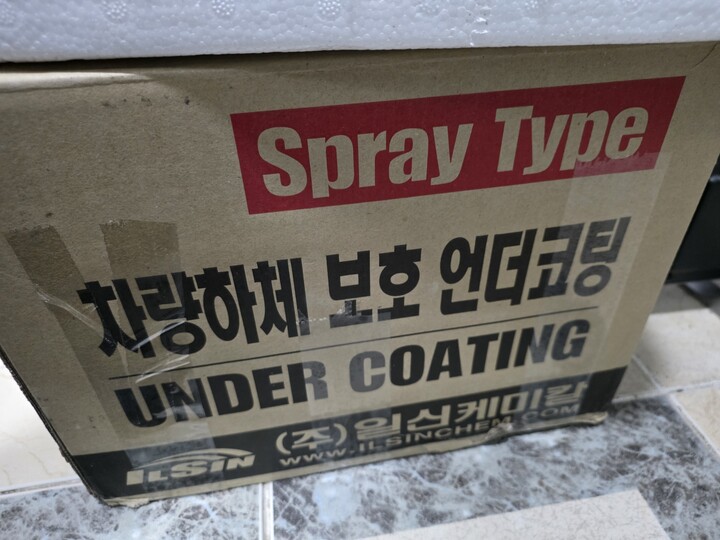 Spray Type
차량하체 보호 언더코팅
UNDER COATING
ILSIN (주)일신케미칼
WWW.ILSINCHEM.COM